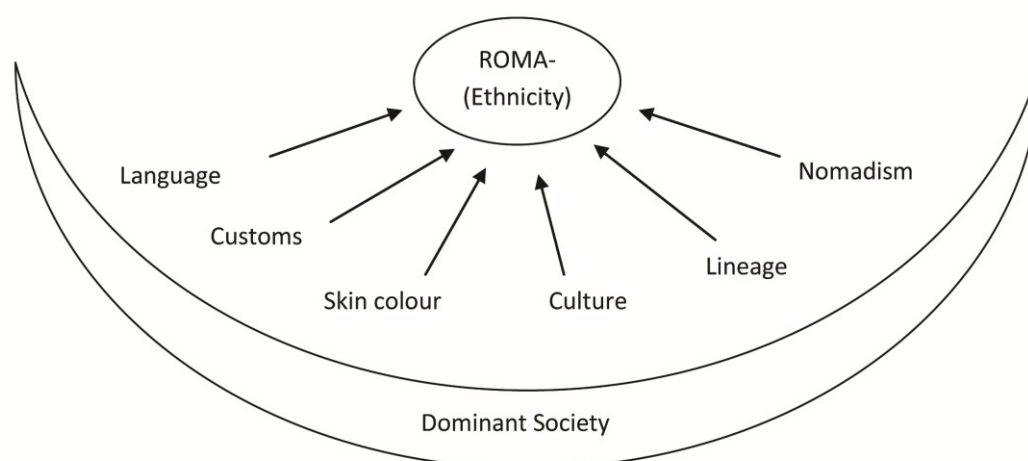 ROMA-
(Ethnicity)
Language
Nomadism
Customs
Lineage
Skin colour
Culture
Dominant Society